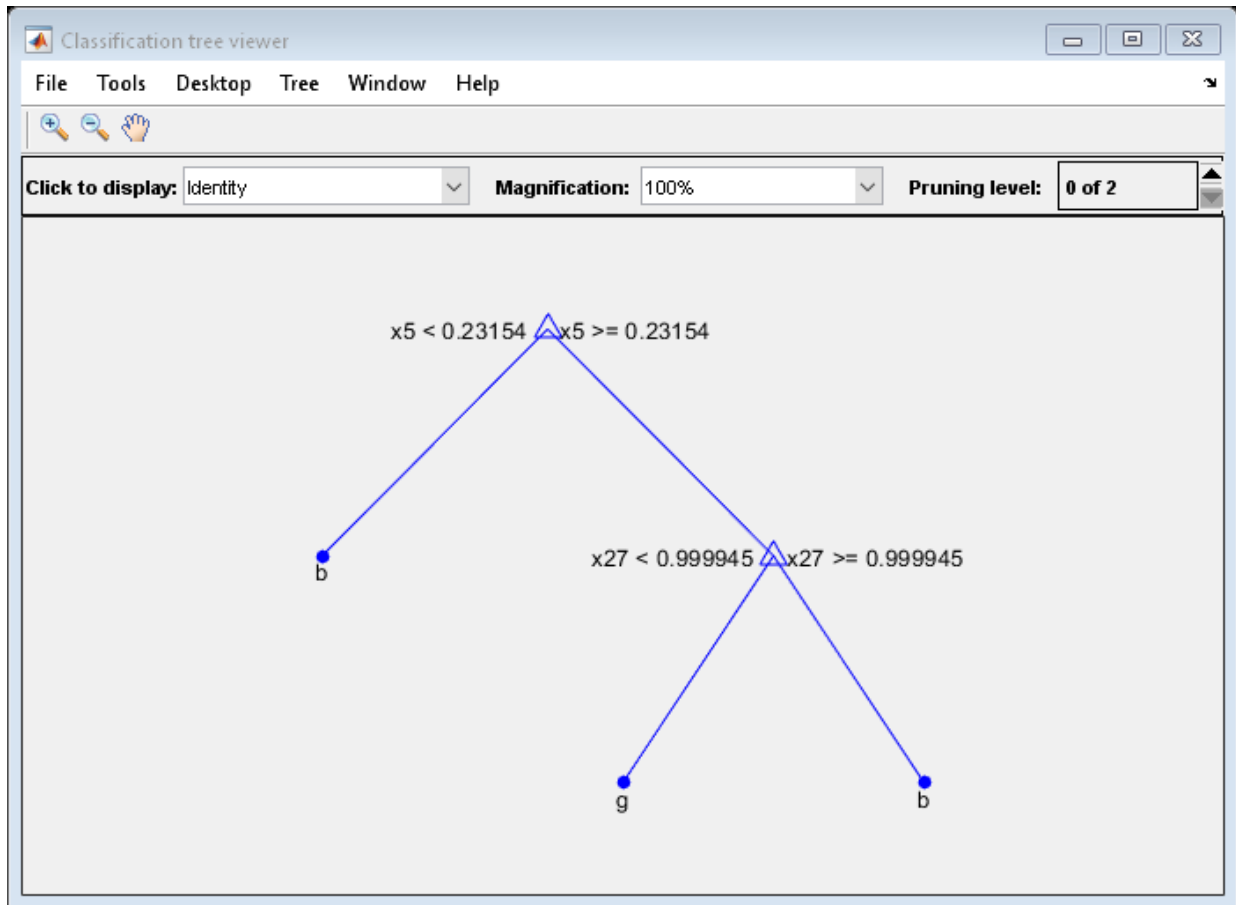 Classification tree viewer
File Tools Desktop Tree Window Help
Click to display: Identity Magnification: 100% Pruning level: 0 of 2
x5 < 0.23154 x5 >= 0.23154
b x27 < 0.999945 x27 >= 0.999945
g b